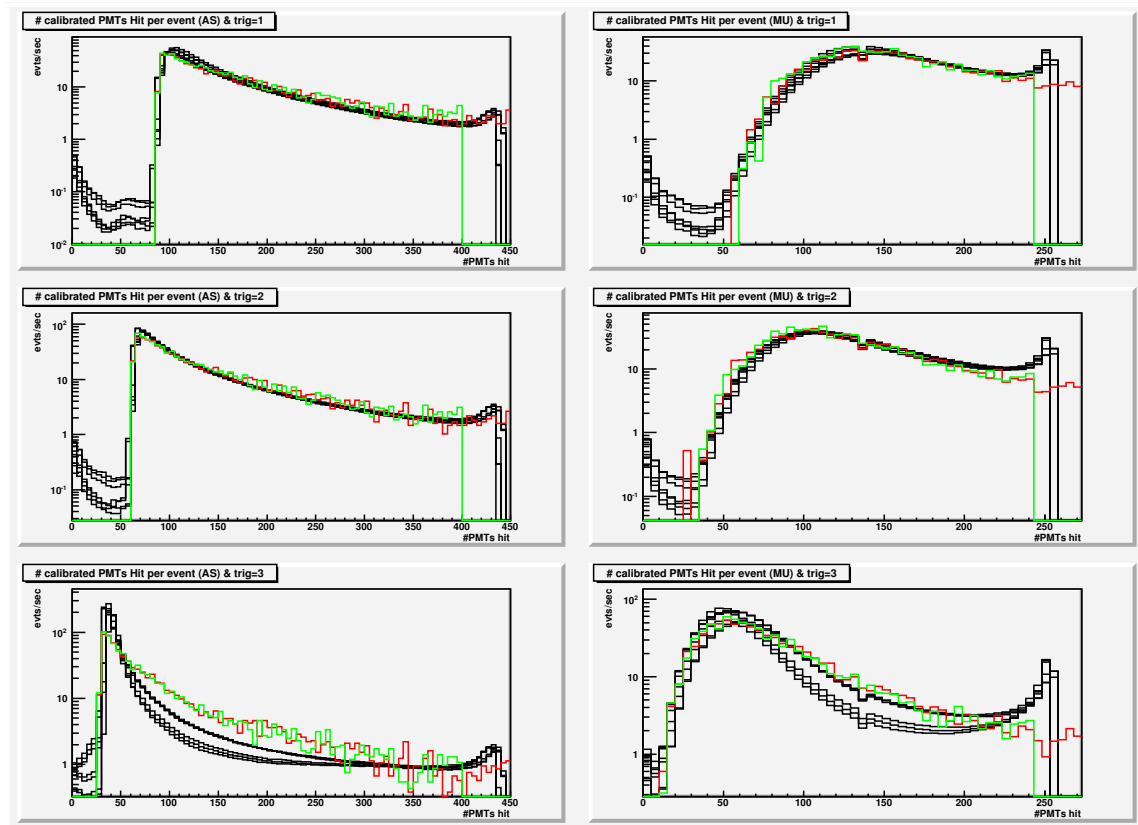 # calibrated PMTs Hit per event (AS) & trig=1
evts/sec
10
1
10^-1
10^-2
0 50 100 150 200 250 300 350 400 450
#PMTs hit
# calibrated PMTs Hit per event (MU) & trig=1
evts/sec
10
1
10^-1
0 50 100 150 200 250
#PMTs hit
# calibrated PMTs Hit per event (AS) & trig=2
evts/sec
10^2
10
1
10^-1
0 50 100 150 200 250 300 350 400 450
#PMTs hit
# calibrated PMTs Hit per event (MU) & trig=2
evts/sec
10
1
10^-1
0 50 100 150 200 250
#PMTs hit
# calibrated PMTs Hit per event (AS) & trig=3
evts/sec
10^2
10
1
0 50 100 150 200 250 300 350 400 450
#PMTs hit
# calibrated PMTs Hit per event (MU) & trig=3
evts/sec
10^2
10
1
0 50 100 150 200 250
#PMTs hit